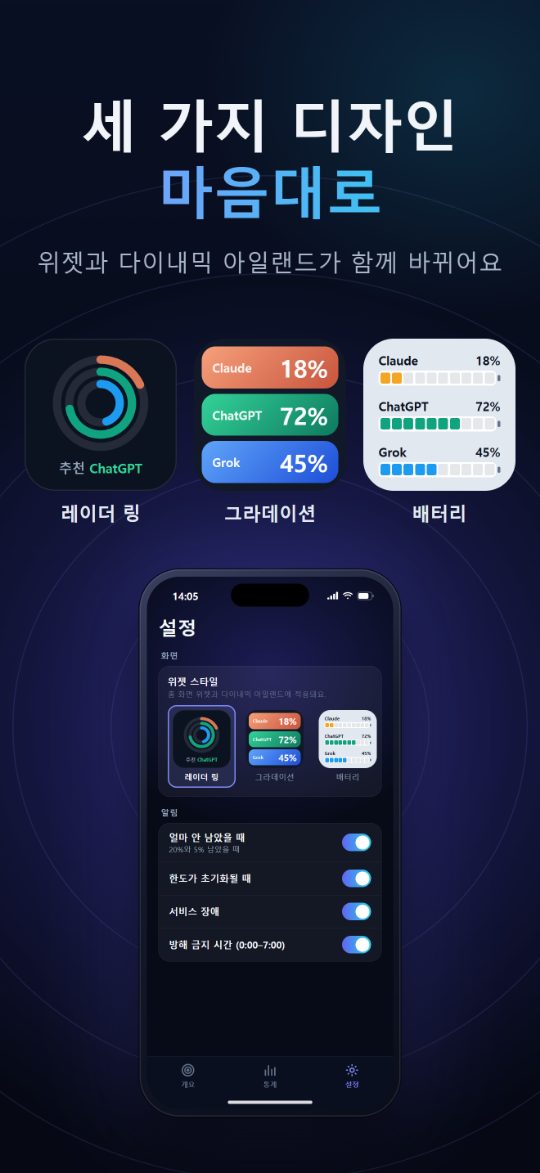 세 가지 디자인
마음대로
위젯과 다이내믹 아일랜드가 함께 바뀌어요
추천 ChatGPT
Claude 18%
ChatGPT 72%
Grok 45%
Claude 18%
ChatGPT 72%
Grok 45%
레이더 링
그라데이션
배터리
14:05
설정
화면
위젯 스타일
홈 화면 위젯과 다이내믹 아일랜드에 적용돼요.
추천 ChatGPT
Claude 18%
ChatGPT 72%
Grok 45%
Claude 18%
ChatGPT 72%
Grok 45%
레이더 링
그라데이션
배터리
알림
얼마 안 남았을 때
20%와 5% 남았을 때
한도가 초기화될 때
서비스 장애
방해 금지 시간 (0:00–7:00)
개요
통계
설정